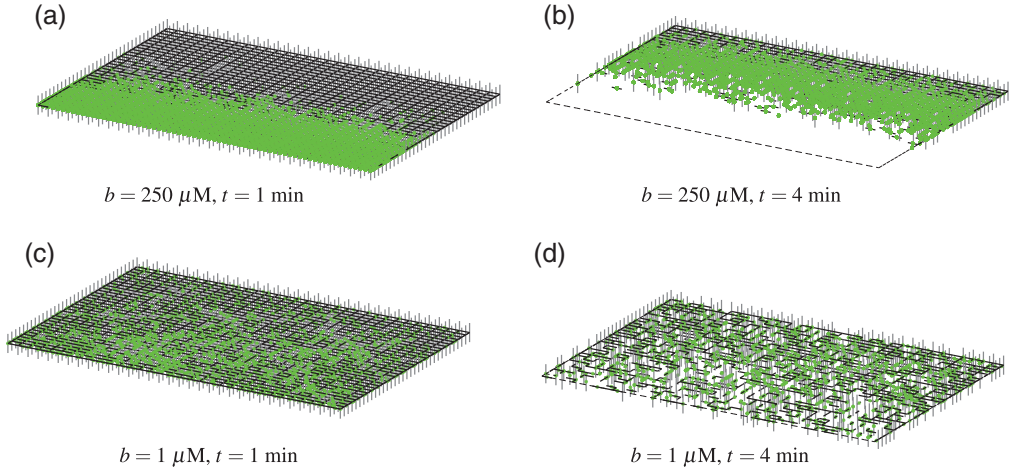 (a)
(b)
b = 250 μM, t = 1 min
b = 250 μM, t = 4 min
(c)
(d)
b = 1 μM, t = 1 min
b = 1 μM, t = 4 min